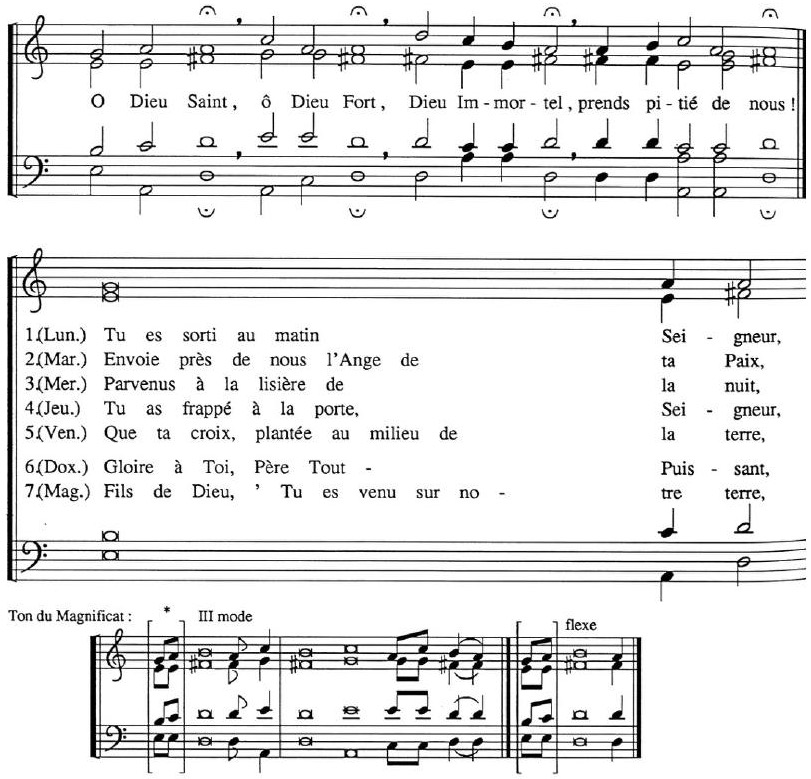 O Dieu Saint, ô Dieu Fort, Dieu Im-mor-tel, prends pi-tié de nous !
1.(Lun.) Tu es sorti au matin Sei - gneur,
2.(Mar.) Envoie près de nous l'Ange de ta Paix,
3.(Mer.) Parvenus à la lisière de la nuit,
4.(Jeu.) Tu as frappé à la porte, Sei - gneur,
5.(Ven.) Que ta croix, plantée au milieu de la terre,
6.(Dox.) Gloire à Toi, Père Tout - Puis - sant,
7.(Mag.) Fils de Dieu, ' Tu es venu sur no - tre terre,
Ton du Magnificat : * III mode flexe